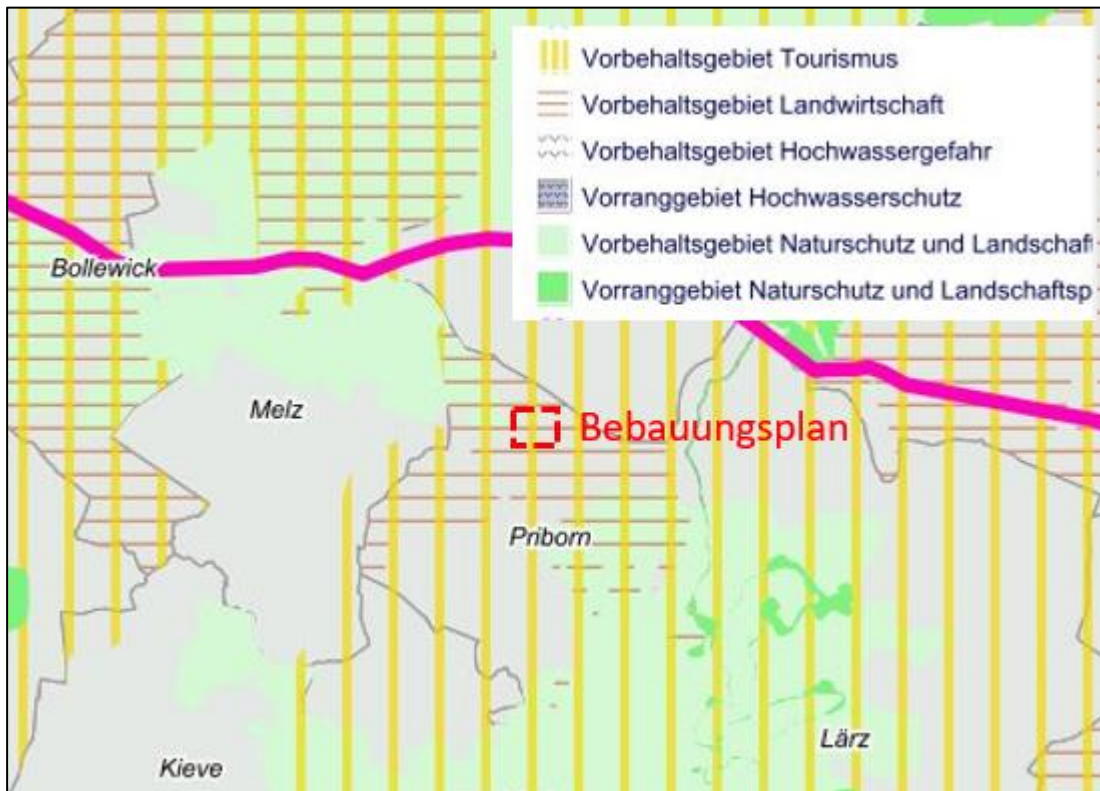 Vorbehaltsgebiet Tourismus
Vorbehaltsgebiet Landwirtschaft
Vorbehaltsgebiet Hochwassergefahr
Vorranggebiet Hochwasserschutz
Vorbehaltsgebiet Naturschutz und Landschaft
Vorranggebiet Naturschutz und Landschaftsp
Bollewick
Melz
Bebauungsplan
Priborn
Lärz
Kieve